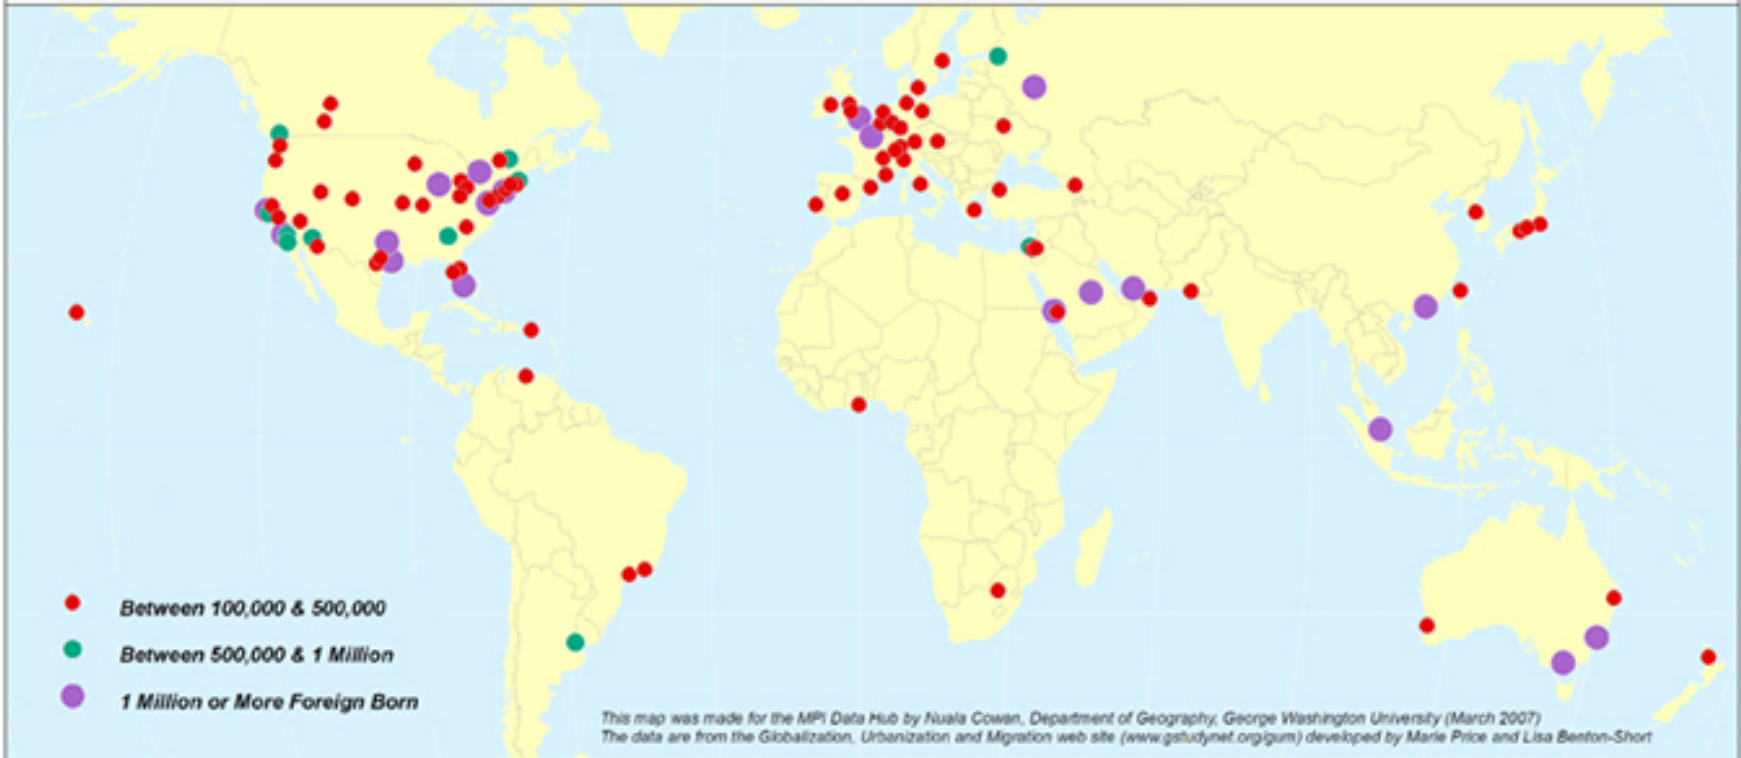 Between 100,000 & 500,000
Between 500,000 & 1 Million
1 Million or More Foreign Born
This map was made for the MPI Data Hub by Nuala Cowan, Department of Geography, George Washington University (March 2007)
The data are from the Globalization, Urbanization and Migration web site (www.gstudynet.org/gum) developed by Marie Price and Lisa Benton-Short